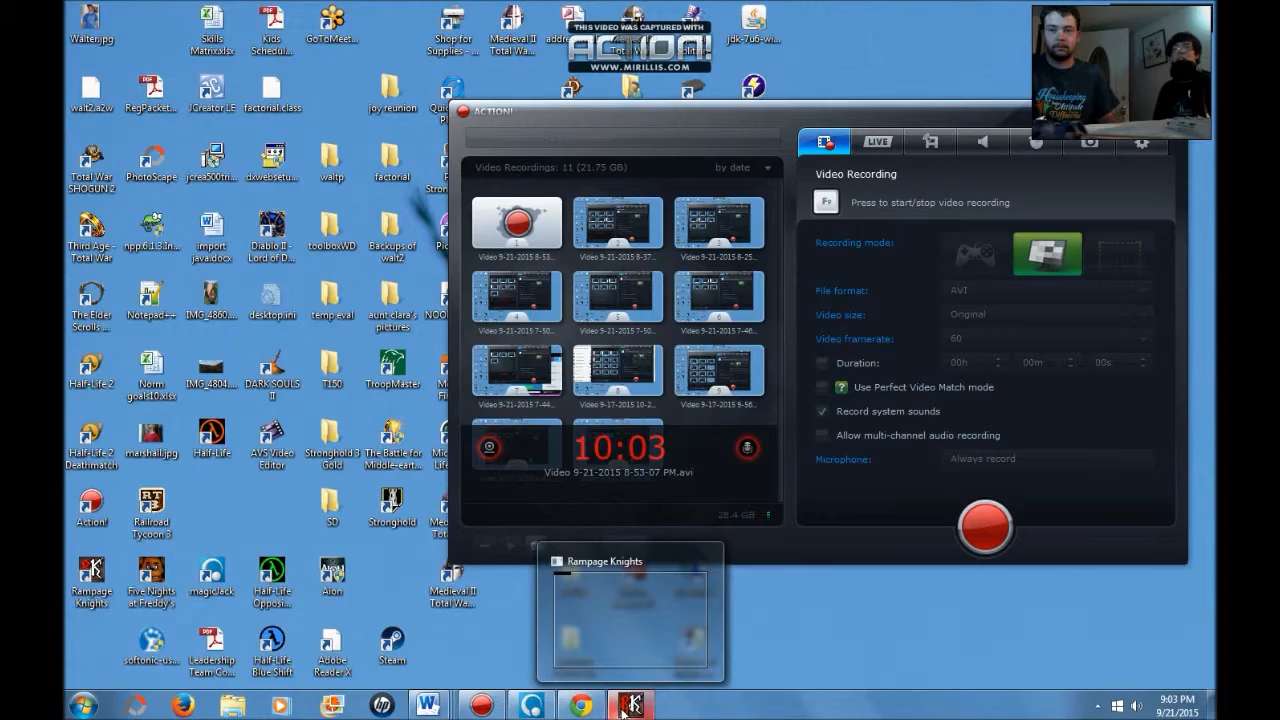 Walter.jpg
Skills Matrix.xlsx
Kids Schedul...
GoToMeet...
Shop for Supplies - ...
Medieval II Total Wa...
jdk-7u6-wi...
THIS VIDEO WAS CAPTURED WITH
ACTION!
WWW.MIRILLIS.COM
walt2.a2w
RegPacket...
JCreator LE
factorial.class
joy reunion
Total War SHOGUN 2
PhotoScape
jcrea500tri...
dxwebsetu...
waltp
factorial
Third Age - Total War
npp.6.1.3.In...
import java.docx
Diablo II - Lord of D...
toolboxWD
Backups of walt2
The Elder Scrolls ...
Notepad++
IMG_4860...
desktop.ini
temp eval
aunt clara's pictures
Half-Life 2
Norm goals10.xlsx
IMG_4804...
DARK SOULS II
T150
TroopMaster
Half-Life 2 Deathmatch
marshall.jpg
Half-Life
AVS Video Editor
Stronghold 3 Gold
The Battle for Middle-eart...
Action!
Railroad Tycoon 3
SD
Stronghold
Rampage Knights
Five Nights at Freddy's
magicJack
Half-Life Opposi...
Aion
Medieval II Total Wa...
softonic-us...
Leadership Team Co...
Half-Life Blue Shift
Adobe Reader X
Steam
ACTION!
Video Recordings: 11 (21.75 GB)
by date
1
2
3
Video 9-21-2015 8-53...
Video 9-21-2015 8-37...
Video 9-21-2015 8-25...
4
5
6
Video 9-21-2015 7-50...
Video 9-21-2015 7-50...
Video 9-21-2015 7-46...
7
8
9
Video 9-21-2015 7-44...
Video 9-17-2015 10-2...
Video 9-17-2015 9-56...
10:03
Video 9-21-2015 8-53-07 PM.avi
28.4 GB
LIVE
Video Recording
F9
Press to start/stop video recording
Recording mode:
File format:
AVI
Video size:
Original
Video framerate:
60
Duration:
00h
00m
00s
? Use Perfect Video Match mode
Record system sounds
Allow multi-channel audio recording
Microphone:
Always record
Rampage Knights
Housekeeping
Attitude
9:03 PM
9/21/2015